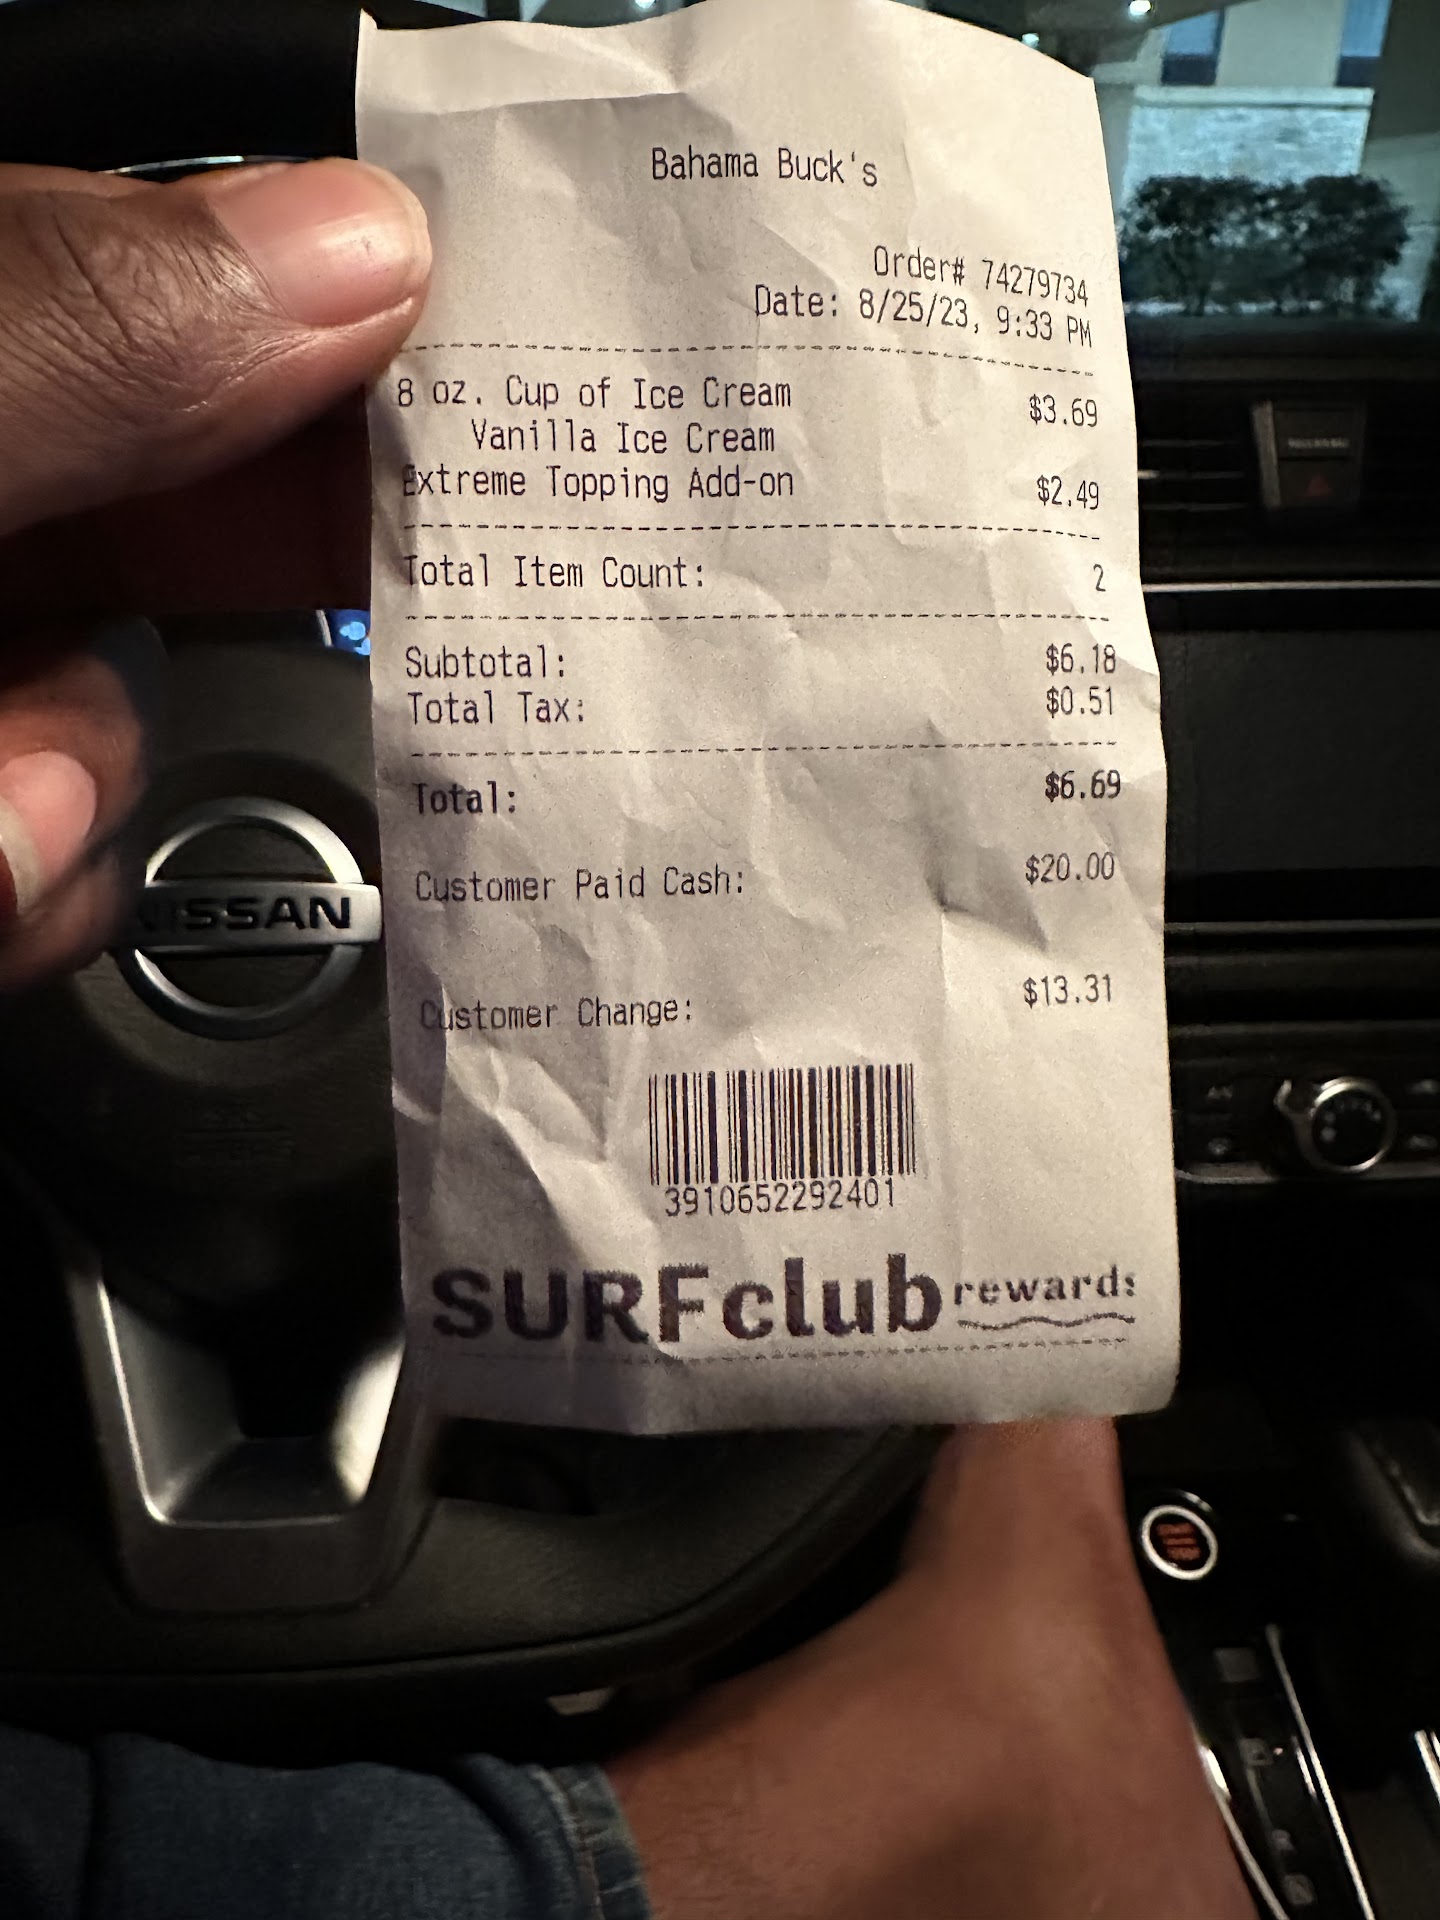 Bahama Buck's
Order# 74279734
Date: 8/25/23, 9:33 PM
8 oz. Cup of Ice Cream $3.69
Vanilla Ice Cream
Extreme Topping Add-on $2.49
Total Item Count: 2
Subtotal: $6.18
Total Tax: $0.51
Total: $6.69
Customer Paid Cash: $20.00
Customer Change: $13.31
3910652292401
SURFclub rewards
NISSAN